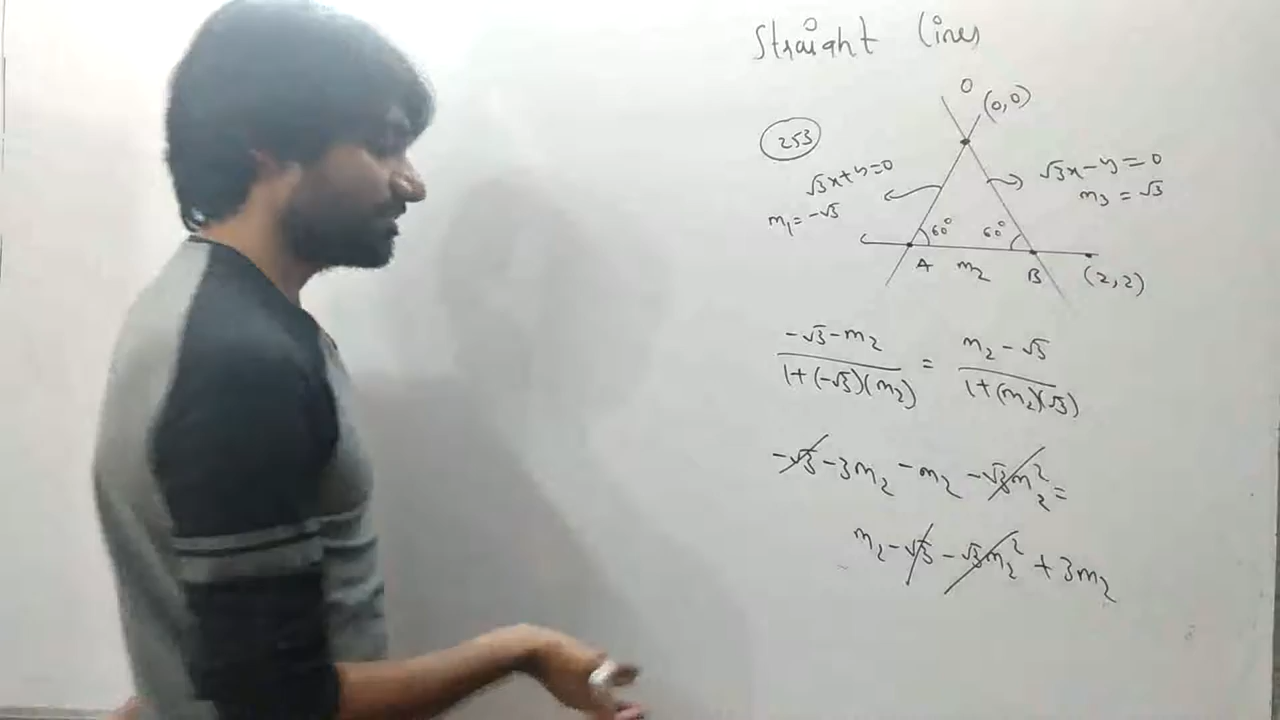 Straight lines
O (0,0)
253
√3x+y=0
m₁=-√3
√3x-y=0
m₃=√3
60° 60°
A m₂ B (2,2)
(-√3-m₂)/(1+(-√3)(m₂)) = (m₂-√3)/(1+(m₂)(√3))
-√3-3m₂-m₂-√3m₂²=
m₂-√3-√3m₂²+3m₂